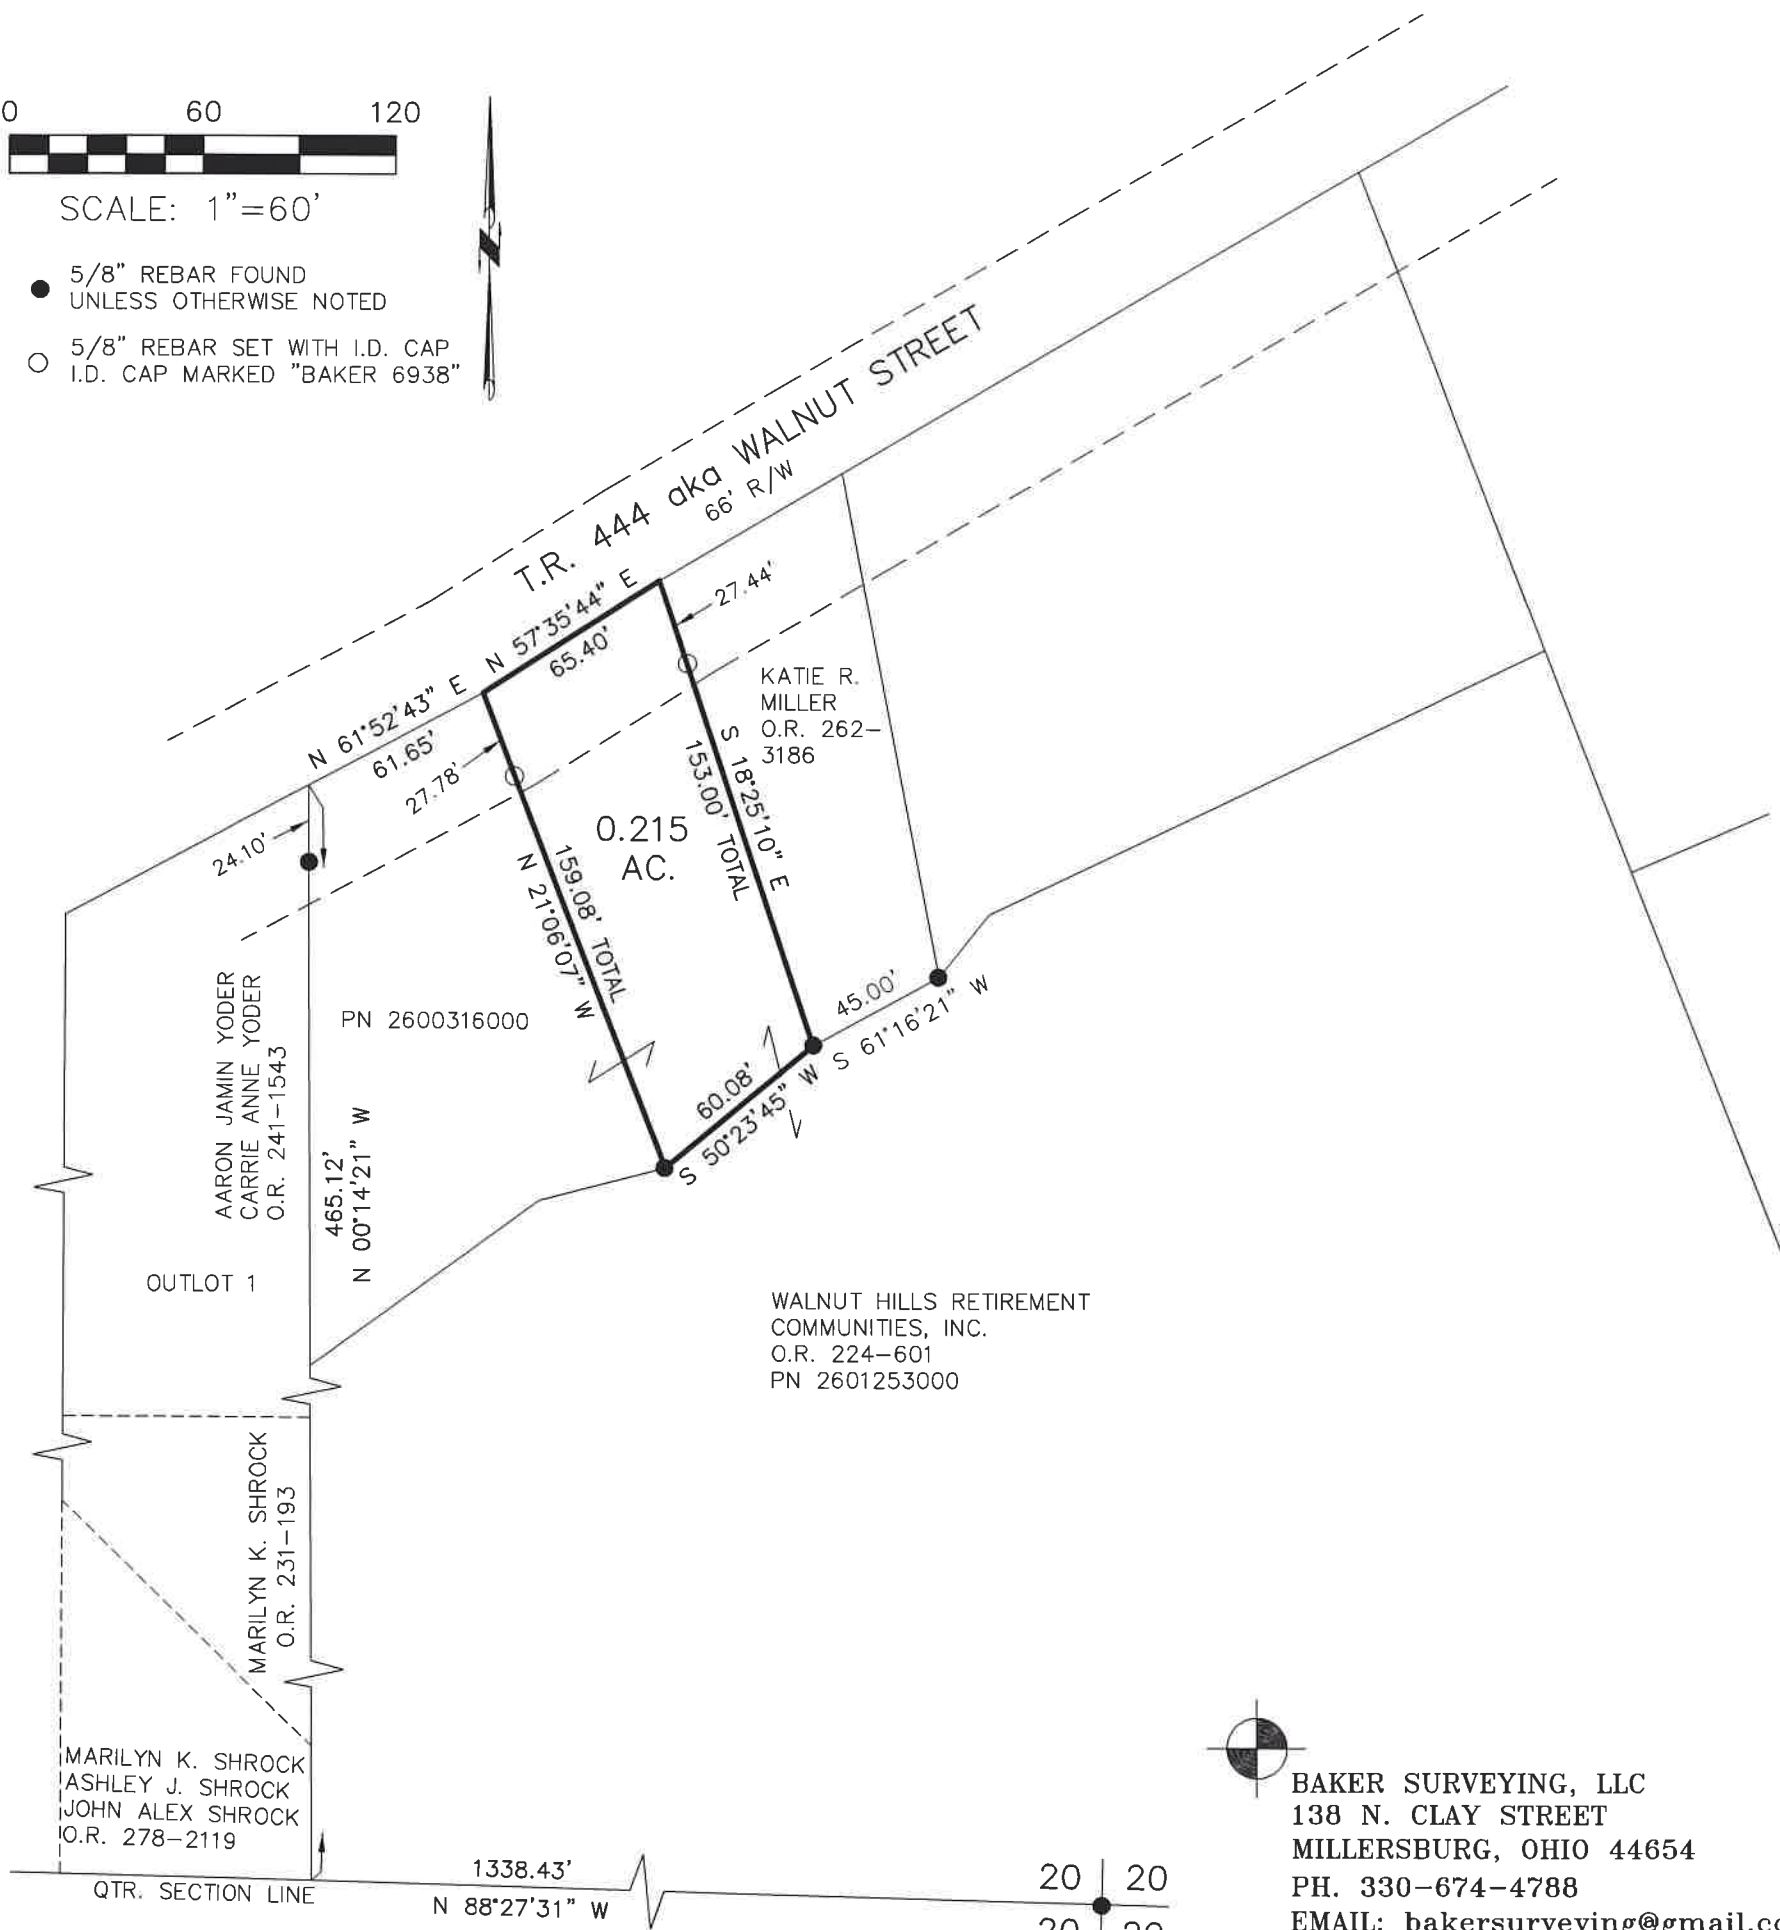 0 60 120
SCALE: 1"=60'
5/8" REBAR FOUND
UNLESS OTHERWISE NOTED
5/8" REBAR SET WITH I.D. CAP
I.D. CAP MARKED "BAKER 6938"
T.R. 444 aka WALNUT STREET
66' R/W
N 57°35'44" E
65.40'
27.44'
N 61°52'43" E
61.65'
27.78'
24.10'
KATIE R.
MILLER
O.R. 262-
3186
S 18°25'10" E
153.00' TOTAL
0.215
AC.
159.08' TOTAL
N 21°06'07" W
PN 2600316000
AARON JAMIN YODER
CARRIE ANNE YODER
O.R. 241-1543
465.12'
N 00°14'21" W
45.00'
S 61°16'21" W
60.08'
S 50°23'45" W
OUTLOT 1
WALNUT HILLS RETIREMENT
COMMUNITIES, INC.
O.R. 224-601
PN 2601253000
MARILYN K. SHROCK
O.R. 231-193
MARILYN K. SHROCK
ASHLEY J. SHROCK
JOHN ALEX SHROCK
O.R. 278-2119
QTR. SECTION LINE
1338.43'
N 88°27'31" W
20 20
20 20
BAKER SURVEYING, LLC
138 N. CLAY STREET
MILLERSBURG, OHIO 44654
PH. 330-674-4788
EMAIL: bakersurveying@gmail.co